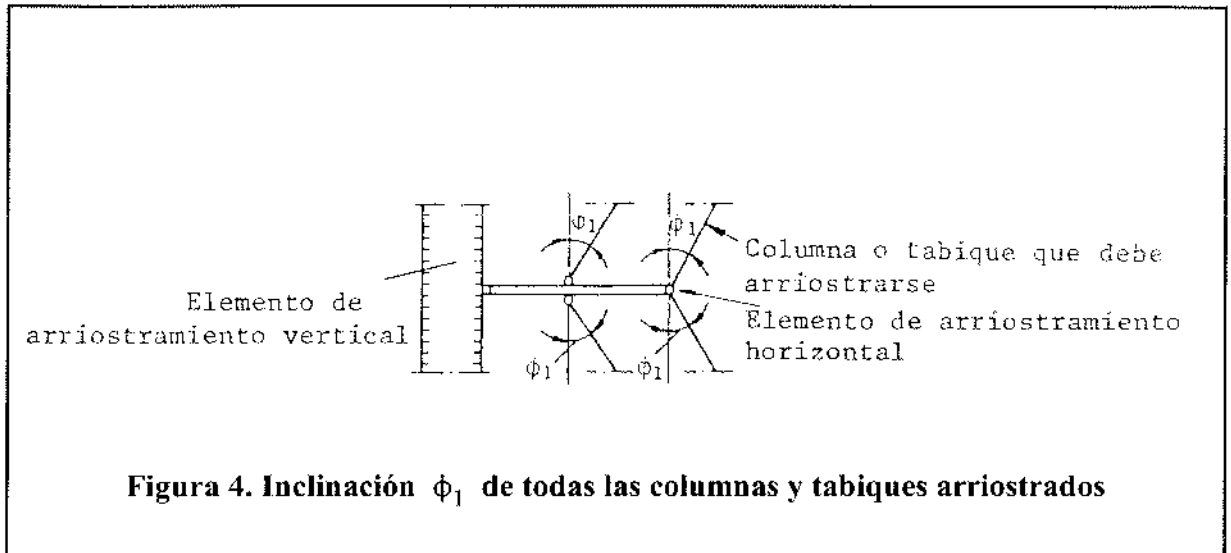 φ1 φ1
Columna o tabique que debe
arriostrarse
Elemento de
arriostramiento vertical
Elemento de arriostramiento
horizontal
φ1 φ1
Figura 4. Inclinación φ1 de todas las columnas y tabiques arriostrados